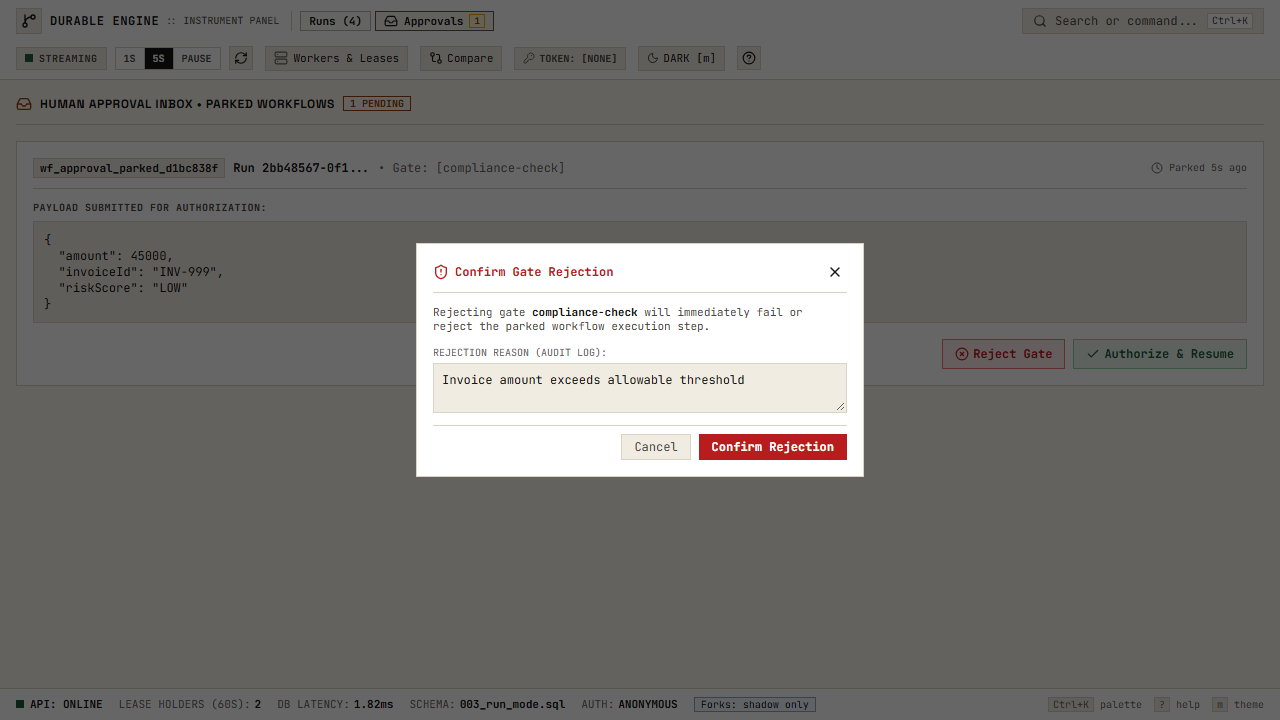 DURABLE ENGINE :: INSTRUMENT PANEL Runs (4) Approvals 1 Search or command... Ctrl+K
STREAMING 1S 5S PAUSE Workers & Leases Compare TOKEN: [NONE] DARK [m]
HUMAN APPROVAL INBOX • PARKED WORKFLOWS 1 PENDING
wf_approval_parked_d1bc838f Run 2bb48567-0f1... • Gate: [compliance-check] Parked 5s ago
PAYLOAD SUBMITTED FOR AUTHORIZATION:
{
"amount": 45000,
"invoiceId": "INV-999",
"riskScore": "LOW"
}
Reject Gate Authorize & Resume
Confirm Gate Rejection
Rejecting gate compliance-check will immediately fail or
reject the parked workflow execution step.
REJECTION REASON (AUDIT LOG):
Invoice amount exceeds allowable threshold
Cancel Confirm Rejection
API: ONLINE LEASE HOLDERS (60S): 2 DB LATENCY: 1.82ms SCHEMA: 003_run_mode.sql AUTH: ANONYMOUS Forks: shadow only Ctrl+K palette ? help m theme